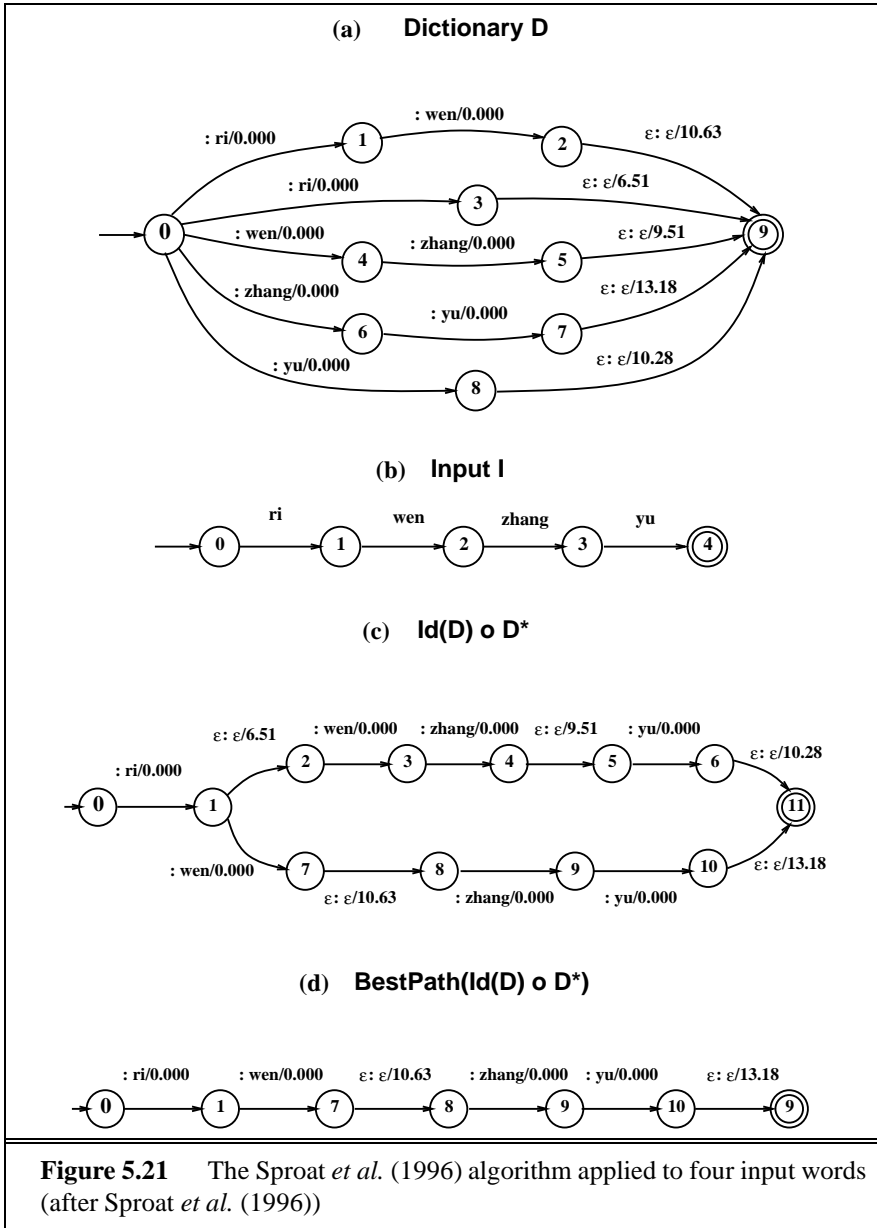 (a) Dictionary D
: wen/0.000
ε: ε/10.63
: ri/0.000
1
2
: ri/0.000
ε: ε/6.51
3
0
: wen/0.000
: zhang/0.000
ε: ε/9.51
9
4
5
: zhang/0.000
ε: ε/13.18
6
: yu/0.000
7
: yu/0.000
ε: ε/10.28
8
(b) Input I
ri wen zhang yu
0 1 2 3 4
(c) Id(D) o D*
ε: ε/6.51 : wen/0.000 : zhang/0.000 ε: ε/9.51 : yu/0.000
ε: ε/10.28
2 3 4 5 6
: ri/0.000
0 1 11
: wen/0.000 7 8 9 10 ε: ε/13.18
ε: ε/10.63 : zhang/0.000 : yu/0.000
(d) BestPath(Id(D) o D*)
: ri/0.000 : wen/0.000 ε: ε/10.63 : zhang/0.000 : yu/0.000 ε: ε/13.18
0 1 7 8 9 10 9
Figure 5.21 The Sproat et al. (1996) algorithm applied to four input words
(after Sproat et al. (1996))